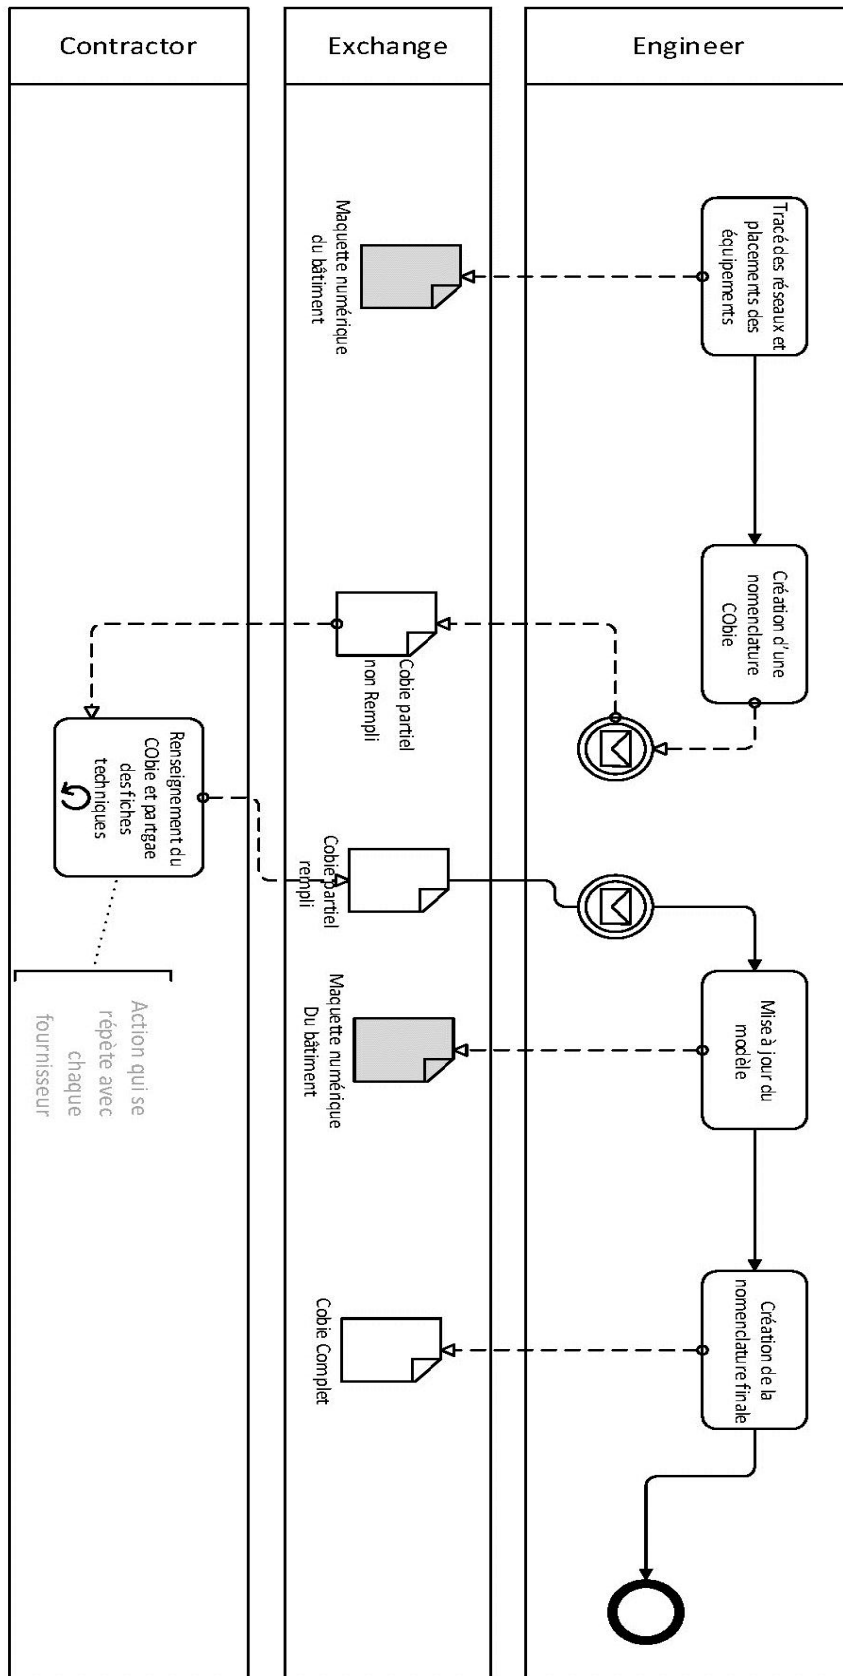 Contractor
Exchange
Engineer
Tracé des réseaux et
placements des
équipements
Maquette numérique
du bâtiment
Création d'une
nomenclature
CObie
Cobie partiel
non Rempli
Renseignement du
CObie et partgae
des fiches
techniques
Cobie partiel
rempli
Action qui se
répète avec
chaque
fournisseur
Mise à jour du
modèle
Maquette numérique
Du bâtiment
Création de la
nomenclature finale
Cobie Complet